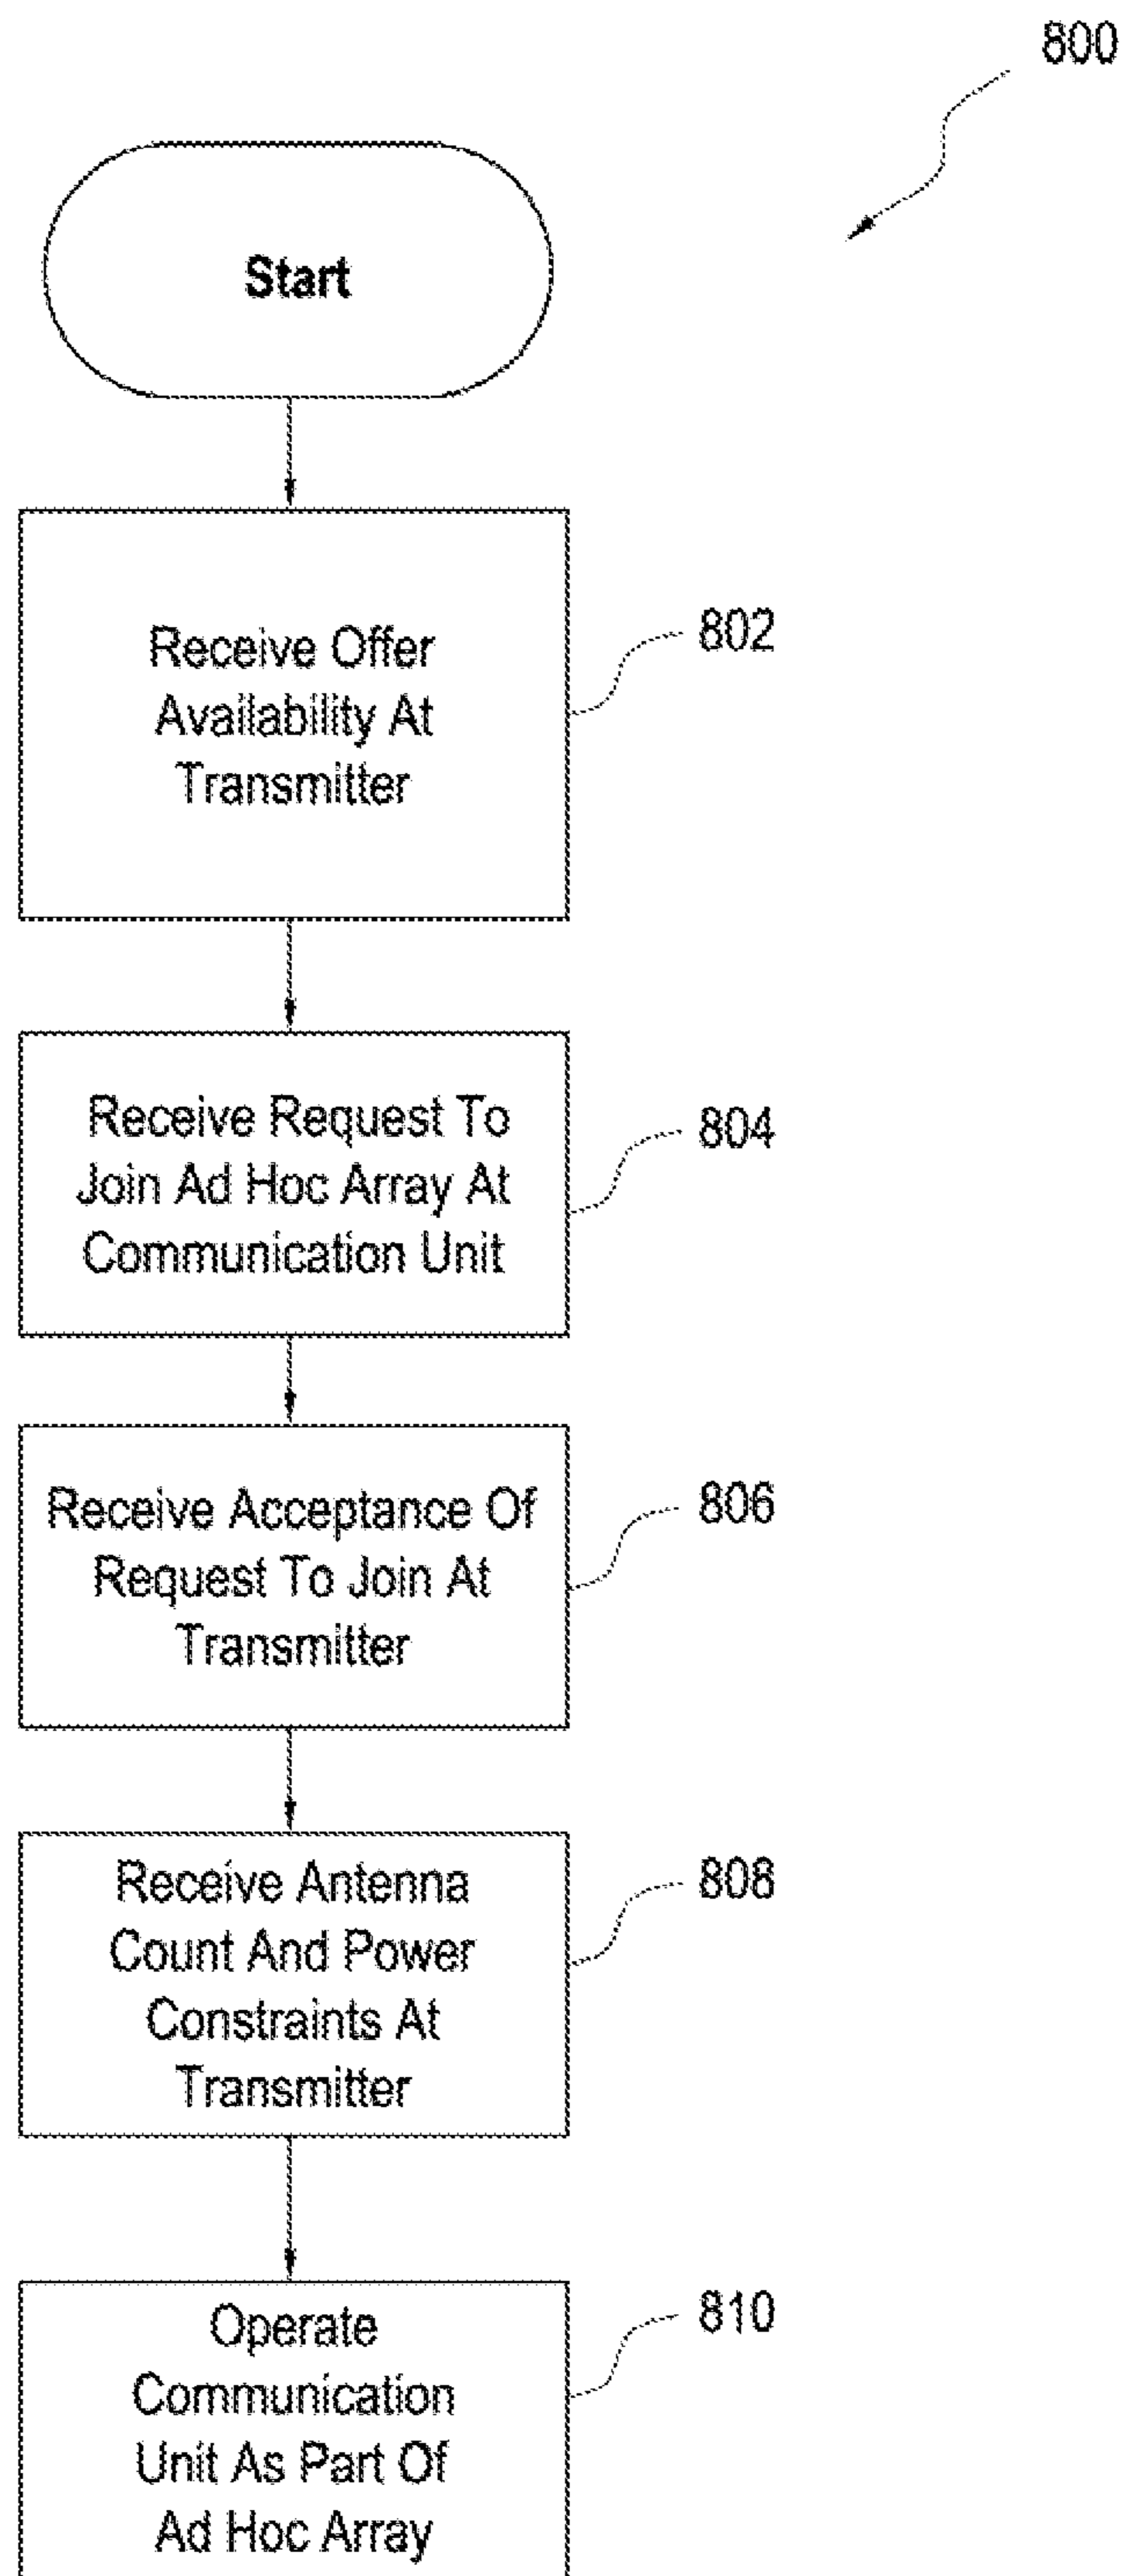 800
Start
Receive Offer
Availability At
Transmitter
802
Receive Request To
Join Ad Hoc Array At
Communication Unit
804
Receive Acceptance Of
Request To Join At
Transmitter
806
Receive Antenna
Count And Power
Constraints At
Transmitter
808
Operate
Communication
Unit As Part Of
Ad Hoc Array
810